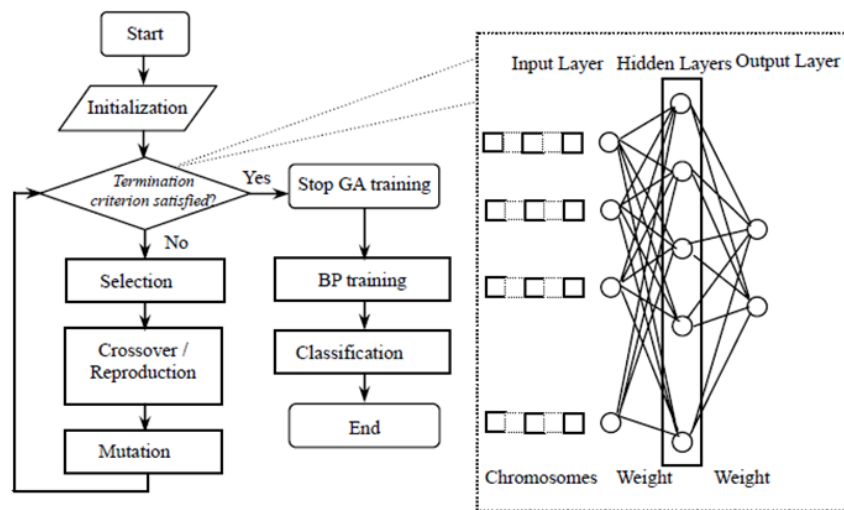 Start
Initialization
Termination
criterion satisfied?
Yes
No
Selection
Crossover /
Reproduction
Mutation
Stop GA training
BP training
Classification
End
Input Layer Hidden Layers Output Layer
Chromosomes Weight Weight